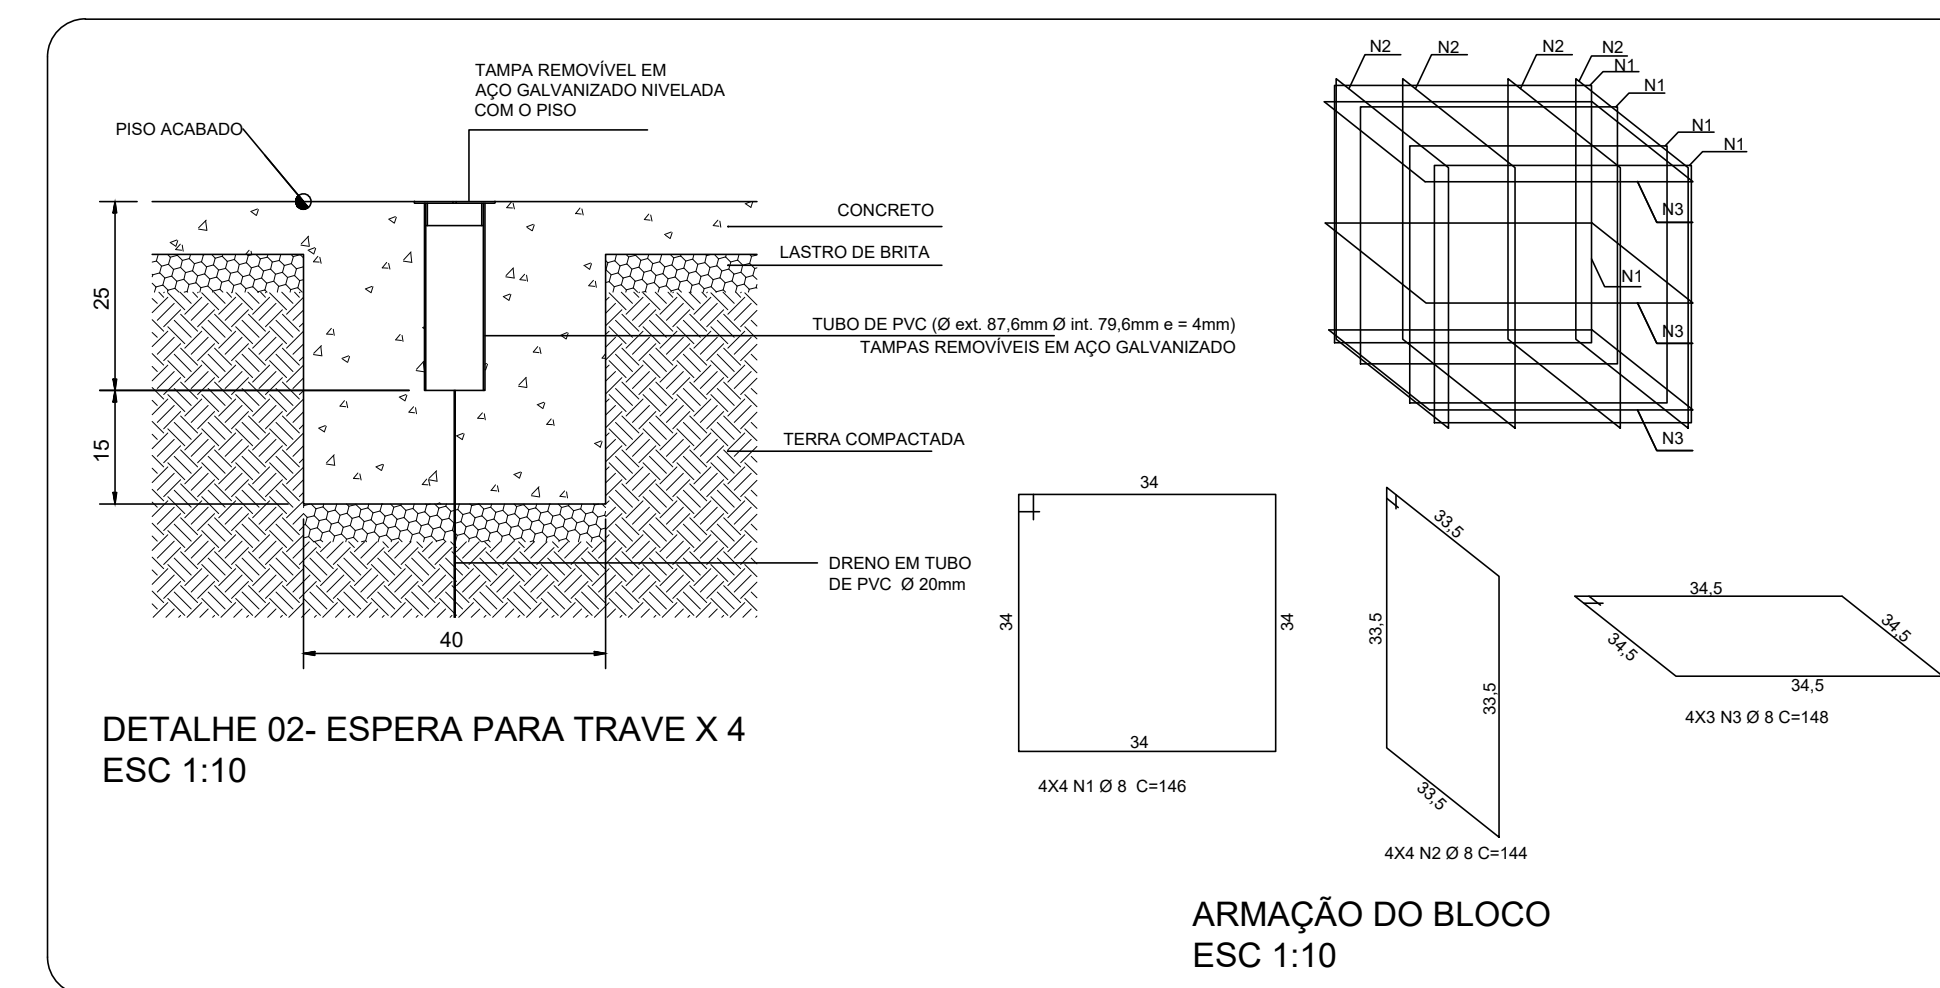 TAMPA REMOVÍVEL EM
AÇO GALVANIZADO NIVELADA
COM O PISO
PISO ACABADO
CONCRETO
LASTRO DE BRITA
TUBO DE PVC (Ø ext. 87,6mm Ø int. 79,6mm e = 4mm)
TAMPAS REMOVÍVEIS EM AÇO GALVANIZADO
TERRA COMPACTADA
DRENO EM TUBO
DE PVC Ø 20mm
25
15
40
DETALHE 02- ESPERA PARA TRAVE X 4
ESC 1:10
N2
N2
N2
N2
N1
N1
N1
N1
N3
N1
N3
N3
34
34
34
34
4X4 N1 Ø 8 C=146
33,5
33,5
33,5
33,5
4X4 N2 Ø 8 C=144
34,5
34,5
34,5
34,5
4X3 N3 Ø 8 C=148
ARMAÇÃO DO BLOCO
ESC 1:10